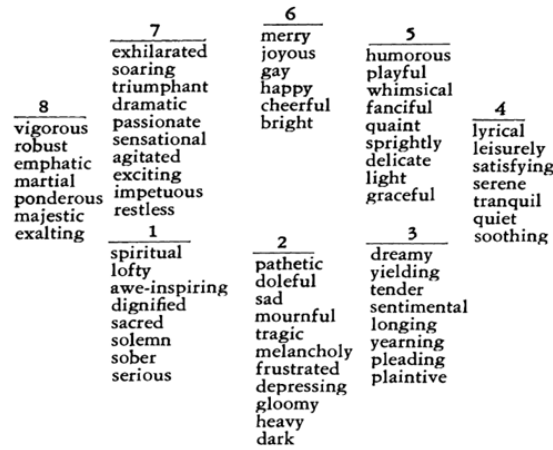 6
merry
joyous
gay
happy
cheerful
bright
7
exhilarated
soaring
triumphant
dramatic
passionate
sensational
agitated
exciting
impetuous
restless
5
humorous
playful
whimsical
fanciful
quaint
sprightly
delicate
light
graceful
8
vigorous
robust
emphatic
martial
ponderous
majestic
exalting
4
lyrical
leisurely
satisfying
serene
tranquil
quiet
soothing
1
spiritual
lofty
awe-inspiring
dignified
sacred
solemn
sober
serious
2
pathetic
doleful
sad
mournful
tragic
melancholy
frustrated
depressing
gloomy
heavy
dark
3
dreamy
yielding
tender
sentimental
longing
yearning
pleading
plaintive